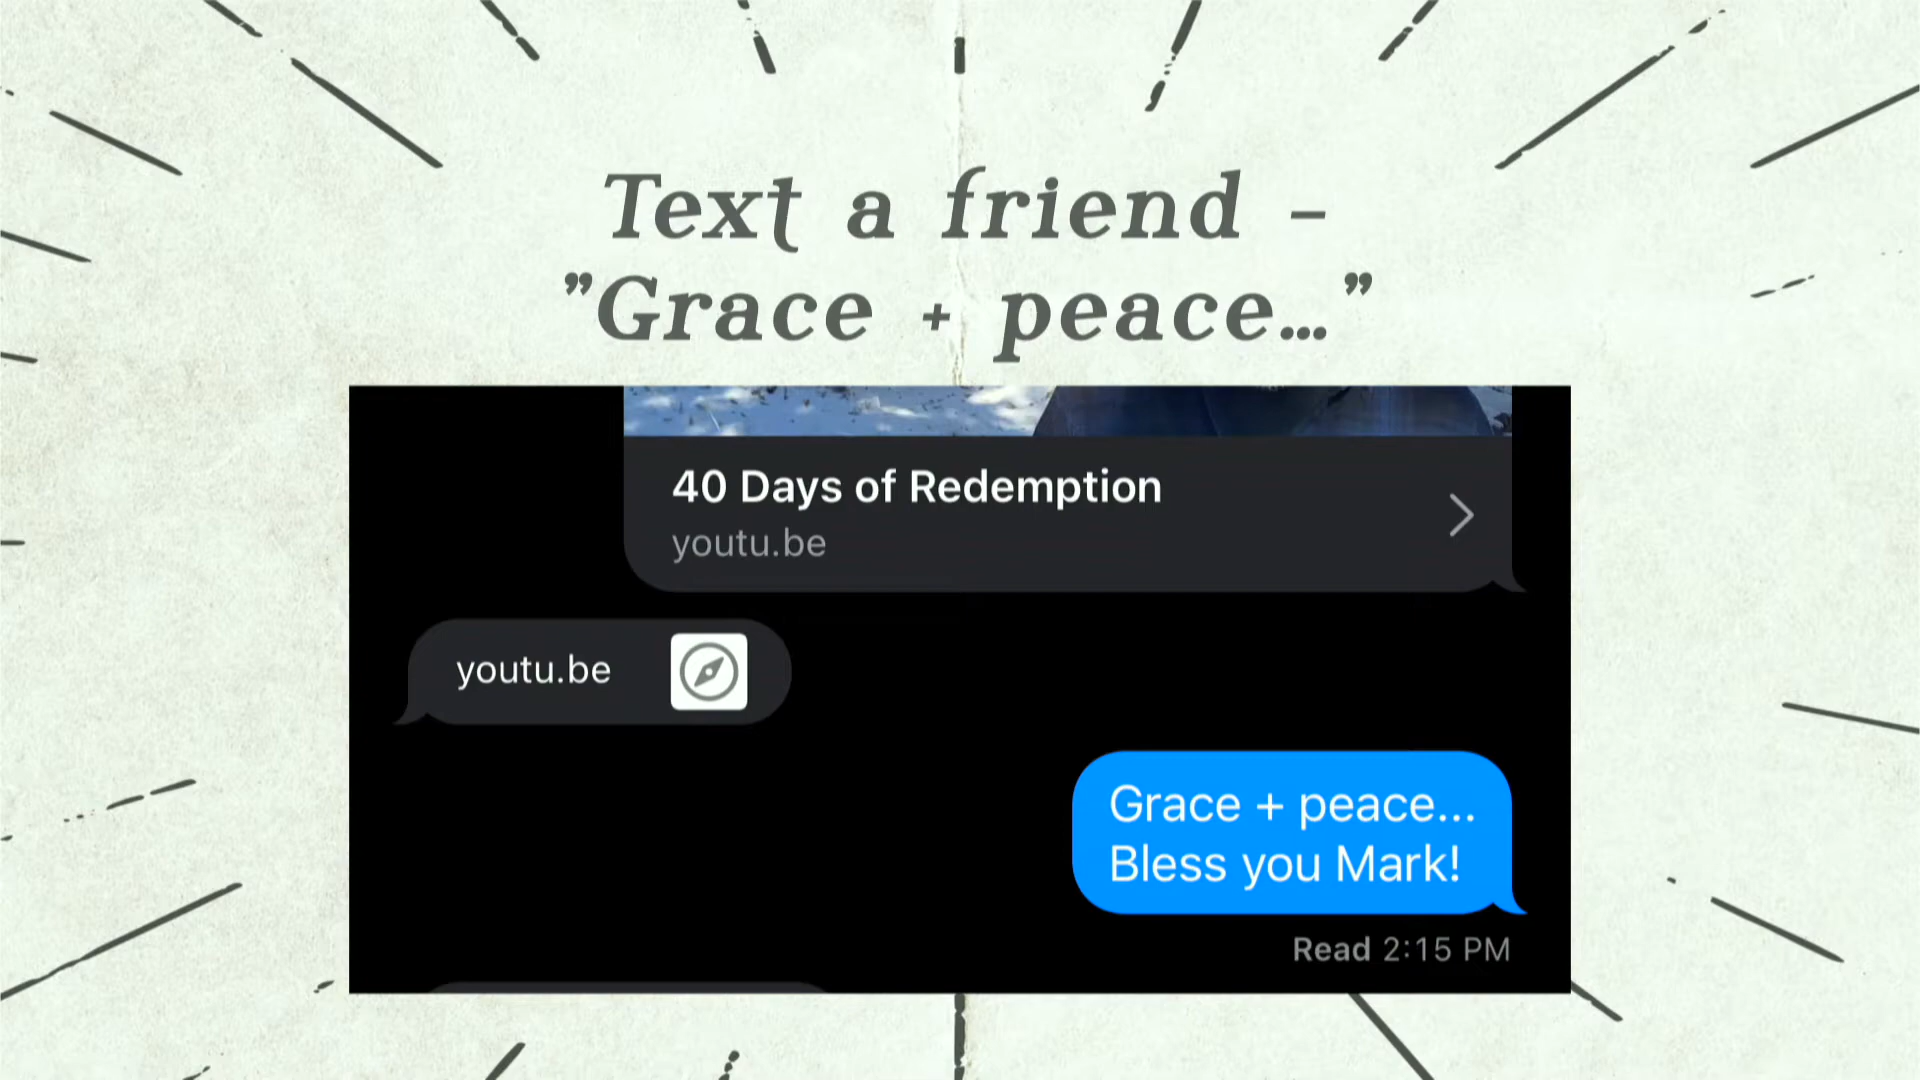 Text a friend -
"Grace + peace..."
40 Days of Redemption
youtu.be
youtu.be
Grace + peace...
Bless you Mark!
Read 2:15 PM